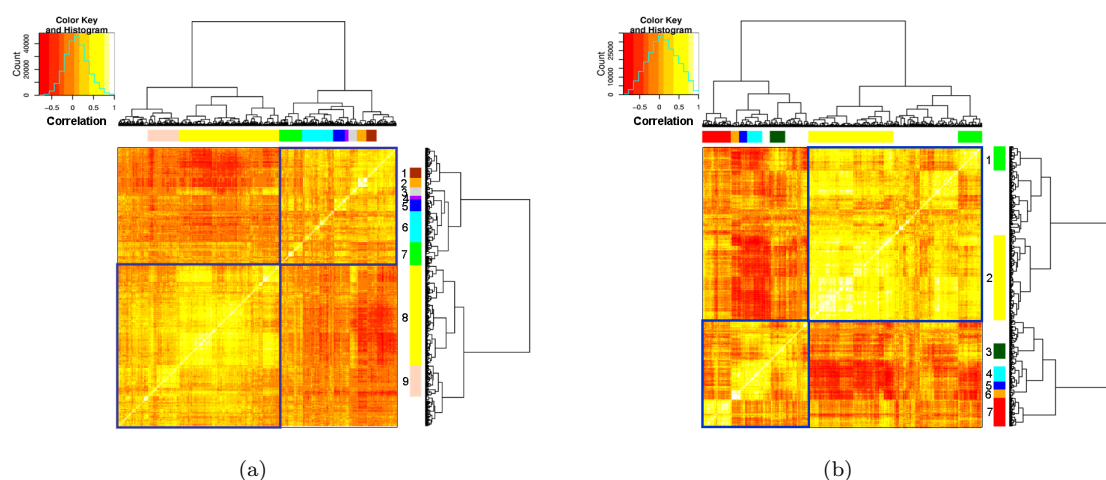 Color Key
and Histogram
Count
0 20000 40000
-0.5 0 0.5 1
Correlation
1
2
3
4
5
6
7
8
9
(a)
Color Key
and Histogram
Count
0 10000 30000
-0.5 0 0.5 1
Correlation
1
2
3
4
5
6
7
(b)